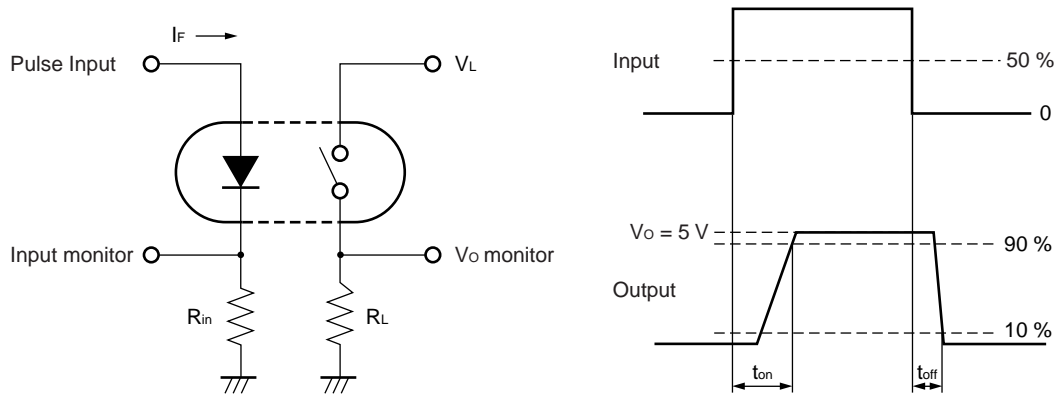 IF
Pulse Input
VL
Input monitor
VO monitor
Rin
RL
Input
50 %
0
VO = 5 V
90 %
Output
10 %
ton
toff